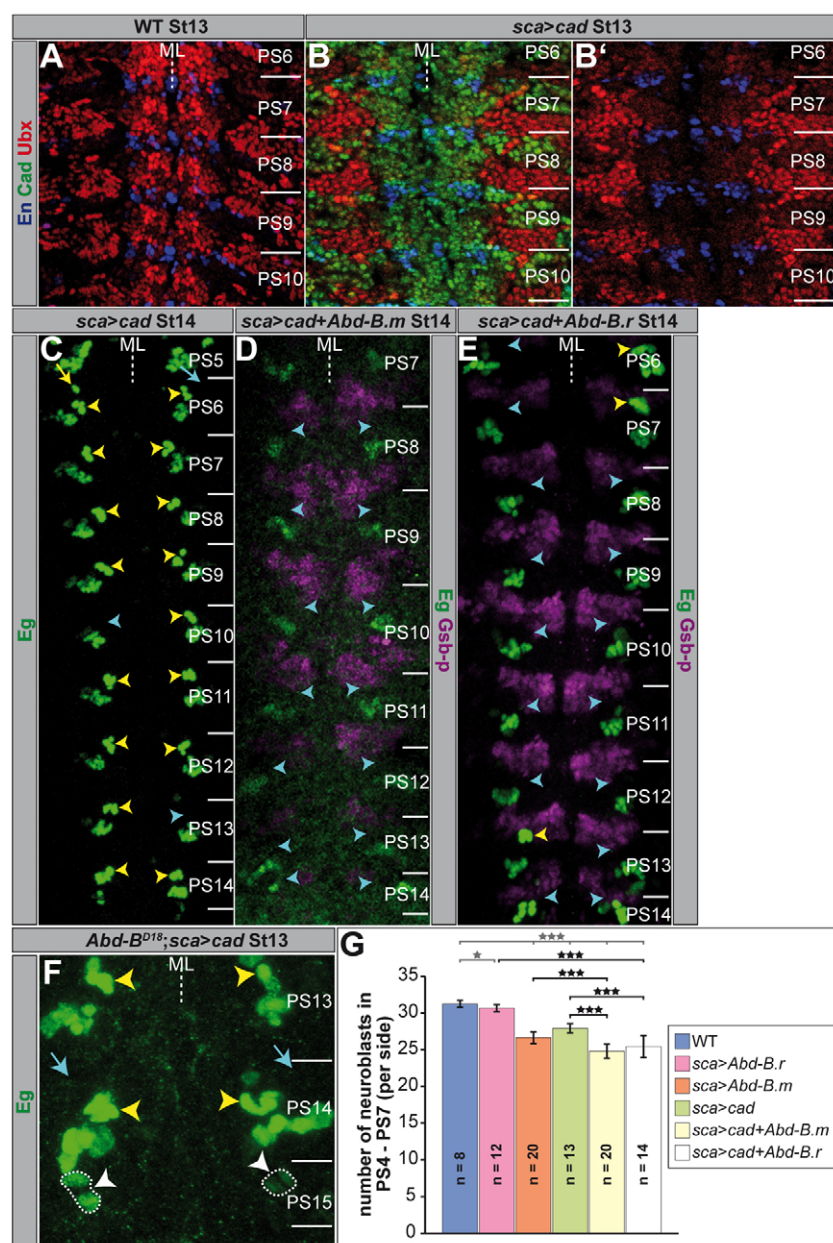 WT St13
sca>cad St13
En Cad Ubx
A
ML
PS6
PS7
PS8
PS9
PS10
B
ML
PS6
PS7
PS8
PS9
PS10
B'
PS6
PS7
PS8
PS9
PS10
sca>cad St14
sca>cad+Abd-B.m St14
sca>cad+Abd-B.r St14
Eg
C
ML
PS5
PS6
PS7
PS8
PS9
PS10
PS11
PS12
PS13
PS14
D
ML
PS7
PS8
PS9
PS10
PS11
PS12
PS13
PS14
Eg Gsb-p
E
ML
PS6
PS7
PS8
PS9
PS10
PS11
PS12
PS13
PS14
Eg Gsb-p
Abd-BD18;sca>cad St13
Eg
F
ML
PS13
PS14
PS15
G
number of neuroblasts in
PS4 - PS7 (per side)
35
30
25
20
15
10
5
0
★★★
★
★★★
★★★
★★★
★★★
n = 8
n = 12
n = 20
n = 13
n = 20
n = 14
WT
sca>Abd-B.r
sca>Abd-B.m
sca>cad
sca>cad+Abd-B.m
sca>cad+Abd-B.r